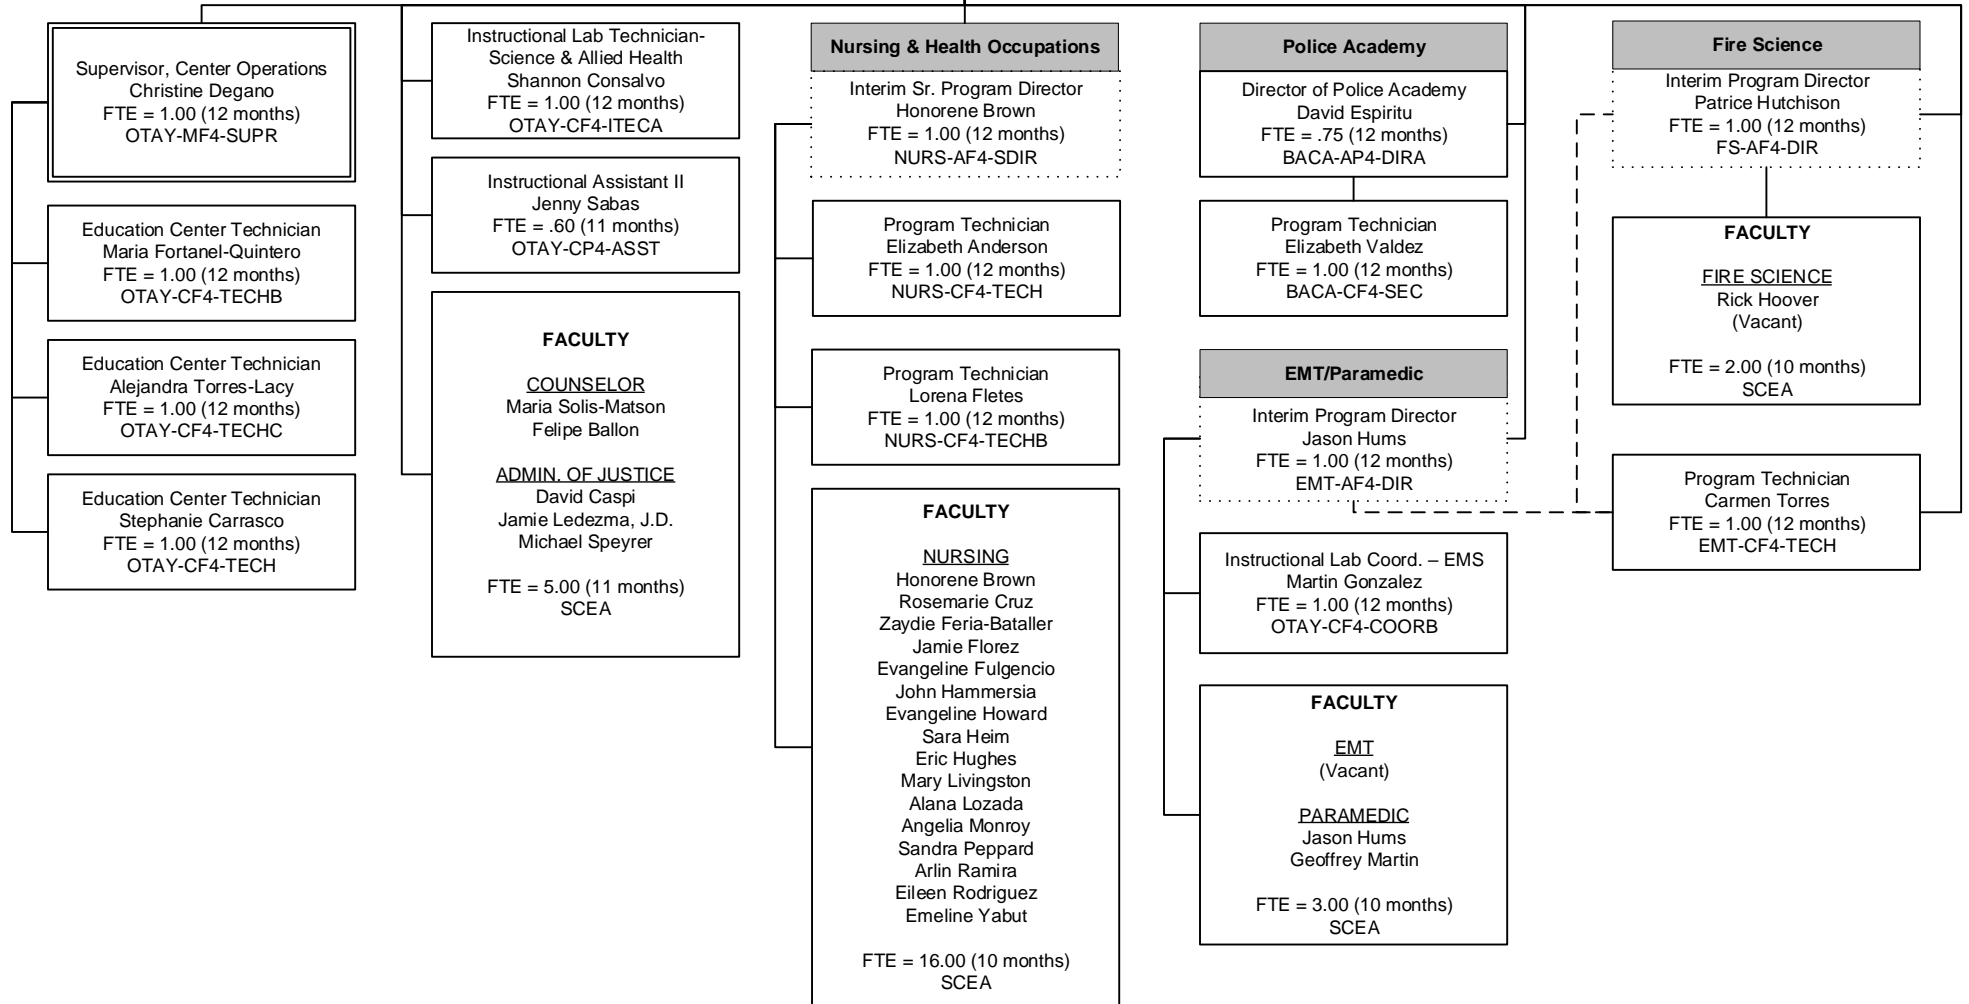 Supervisor, Center Operations
Christine Degano
FTE = 1.00 (12 months)
OTAY-MF4-SUPR
Education Center Technician
Maria Fortanel-Quintero
FTE = 1.00 (12 months)
OTAY-CF4-TECHB
Education Center Technician
Alejandra Torres-Lacy
FTE = 1.00 (12 months)
OTAY-CF4-TECHC
Education Center Technician
Stephanie Carrasco
FTE = 1.00 (12 months)
OTAY-CF4-TECH
Instructional Lab Technician-
Science & Allied Health
Shannon Consalvo
FTE = 1.00 (12 months)
OTAY-CF4-ITECA
Instructional Assistant II
Jenny Sabas
FTE = .60 (11 months)
OTAY-CP4-ASST
FACULTY
COUNSELOR
Maria Solis-Matson
Felipe Ballon
ADMIN. OF JUSTICE
David Caspi
Jamie Ledezma, J.D.
Michael Speyrer
FTE = 5.00 (11 months)
SCEA
Nursing & Health Occupations
Interim Sr. Program Director
Honorene Brown
FTE = 1.00 (12 months)
NURS-AF4-SDIR
Program Technician
Elizabeth Anderson
FTE = 1.00 (12 months)
NURS-CF4-TECH
Program Technician
Lorena Fletes
FTE = 1.00 (12 months)
NURS-CF4-TECHB
FACULTY
NURSING
Honorene Brown
Rosemarie Cruz
Zaydie Feria-Bataller
Jamie Florez
Evangeline Fulgencio
John Hammersia
Evangeline Howard
Sara Heim
Eric Hughes
Mary Livingston
Alana Lozada
Angelia Monroy
Sandra Peppard
Arlin Ramira
Eileen Rodriguez
Emeline Yabut
FTE = 16.00 (10 months)
SCEA
Police Academy
Director of Police Academy
David Espiritu
FTE = .75 (12 months)
BACA-AP4-DIRA
Program Technician
Elizabeth Valdez
FTE = 1.00 (12 months)
BACA-CF4-SEC
EMT/Paramedic
Interim Program Director
Jason Hums
FTE = 1.00 (12 months)
EMT-AF4-DIR
Instructional Lab Coord. – EMS
Martin Gonzalez
FTE = 1.00 (12 months)
OTAY-CF4-COORB
FACULTY
EMT
(Vacant)
PARAMEDIC
Jason Hums
Geoffrey Martin
FTE = 3.00 (10 months)
SCEA
Fire Science
Interim Program Director
Patrice Hutchison
FTE = 1.00 (12 months)
FS-AF4-DIR
FACULTY
FIRE SCIENCE
Rick Hoover
(Vacant)
FTE = 2.00 (10 months)
SCEA
Program Technician
Carmen Torres
FTE = 1.00 (12 months)
EMT-CF4-TECH